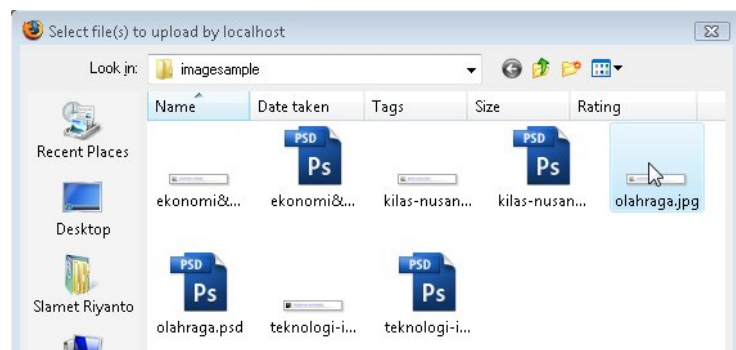 Select file(s) to upload by localhost
Look in: imagesample
Name Date taken Tags Size Rating
Recent Places
Desktop
Slamet Riyanto
PSD PSD
Ps Ps
ekonomi&... ekonomi&... kilas-nusan... kilas-nusan... olahraga.jpg
PSD PSD
Ps Ps
olahraga.psd teknologi-i... teknologi-i...